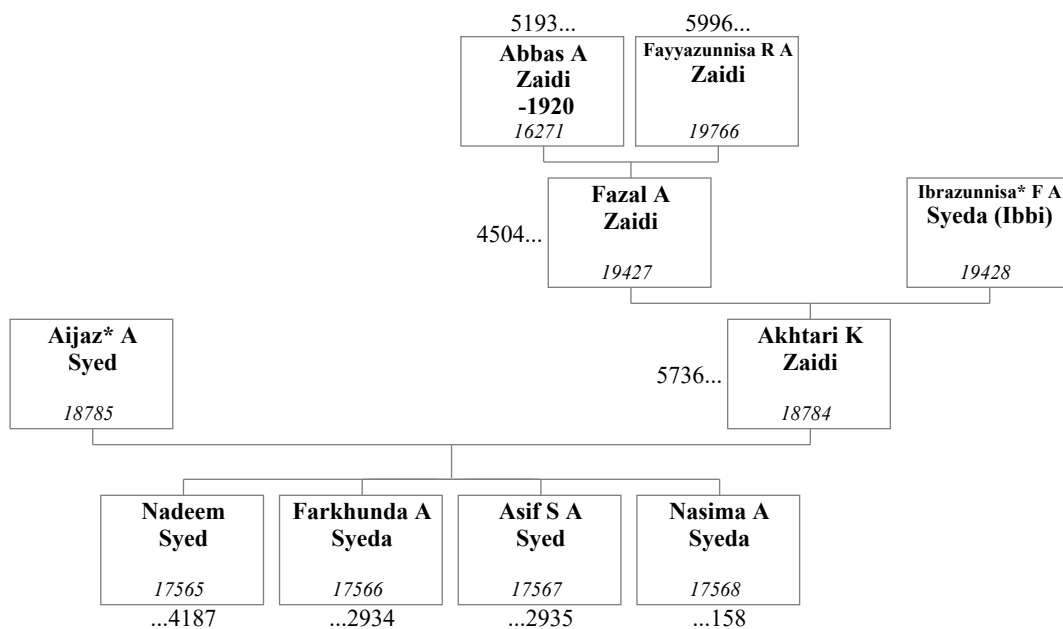 5193...
5996...
Abbas A
Zaidi
-1920
16271
Fayyazunnisa R A
Zaidi
19766
4504...
Fazal A
Zaidi
19427
Ibrazunnisa* F A
Syeda (Ibbi)
19428
Aijaz* A
Syed
18785
5736...
Akhtari K
Zaidi
18784
Nadeem
Syed
17565
...4187
Farkhunda A
Syeda
17566
...2934
Asif S A
Syed
17567
...2935
Nasima A
Syeda
17568
...158